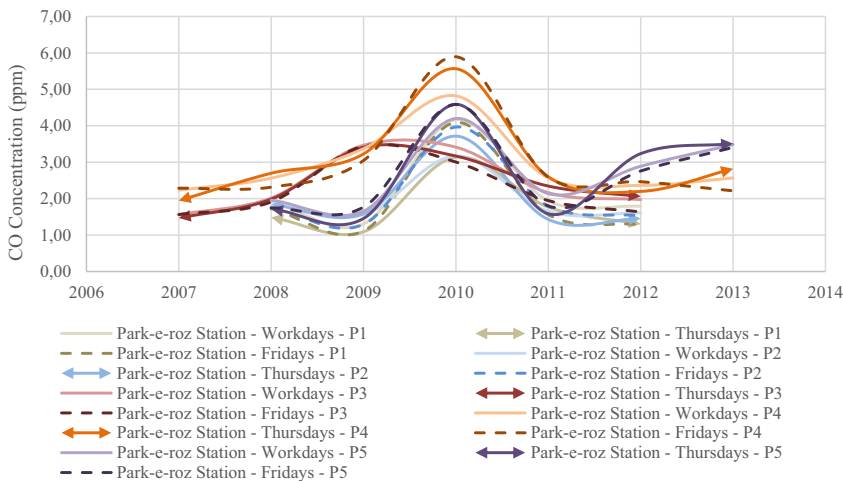 7,00
6,00
5,00
4,00
3,00
2,00
1,00
0,00
CO Concentration (ppm)
2006 2007 2008 2009 2010 2011 2012 2013 2014
Park-e-roz Station - Workdays - P1 Park-e-roz Station - Thursdays - P1
Park-e-roz Station - Fridays - P1 Park-e-roz Station - Workdays - P2
Park-e-roz Station - Thursdays - P2 Park-e-roz Station - Fridays - P2
Park-e-roz Station - Workdays - P3 Park-e-roz Station - Thursdays - P3
Park-e-roz Station - Fridays - P3 Park-e-roz Station - Workdays - P4
Park-e-roz Station - Thursdays - P4 Park-e-roz Station - Fridays - P4
Park-e-roz Station - Workdays - P5 Park-e-roz Station - Thursdays - P5
Park-e-roz Station - Fridays - P5